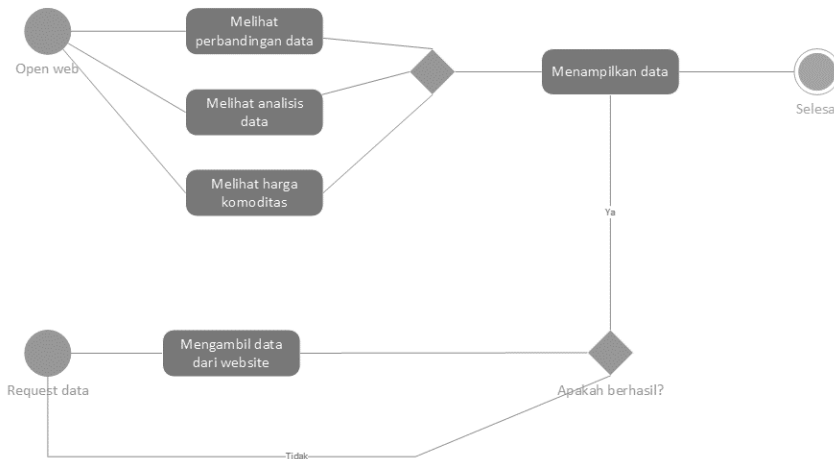 Melihat
perbandingan data
Open web
Melihat analisis
data
Menampilkan data
Selesa
Melihat harga
komoditas
Ya
Mengambil data
dari website
Request data
Apakah berhasil?
Tidak